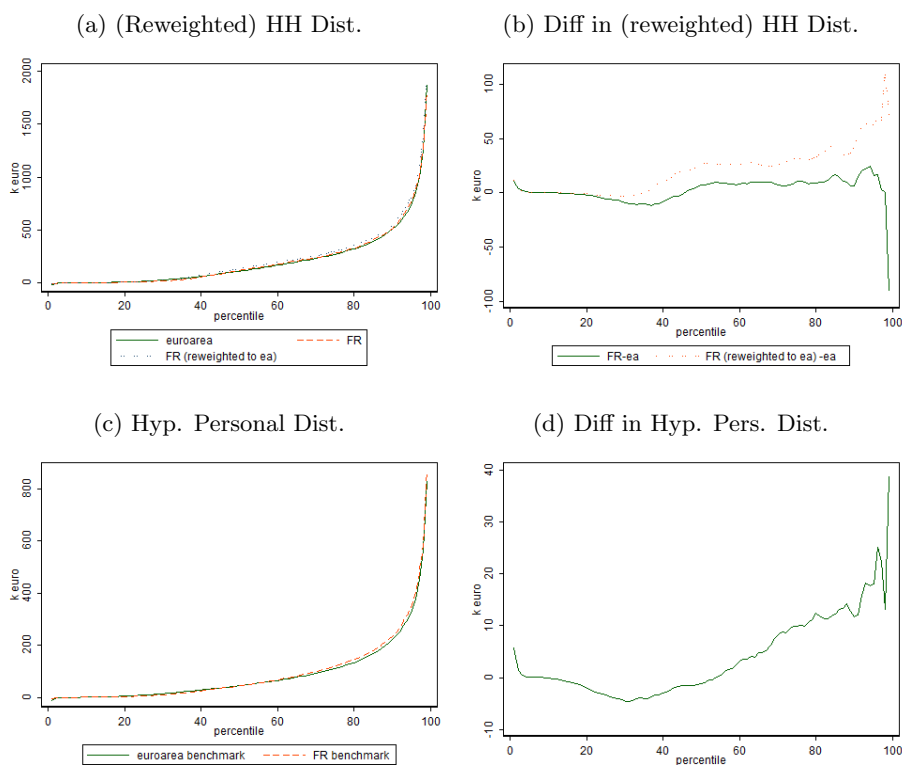 (a) (Reweighted) HH Dist.
2000
1500
1000
500
0
k euro
0 20 40 60 80 100
percentile
euroarea FR
FR (reweighted to ea)
(b) Diff in (reweighted) HH Dist.
100
50
0
-50
-100
k euro
0 20 40 60 80 100
percentile
FR-ea FR (reweighted to ea) -ea
(c) Hyp. Personal Dist.
800
600
400
200
0
k euro
0 20 40 60 80 100
percentile
euroarea benchmark FR benchmark
(d) Diff in Hyp. Pers. Dist.
40
30
20
10
0
-10
k euro
0 20 40 60 80 100
percentile